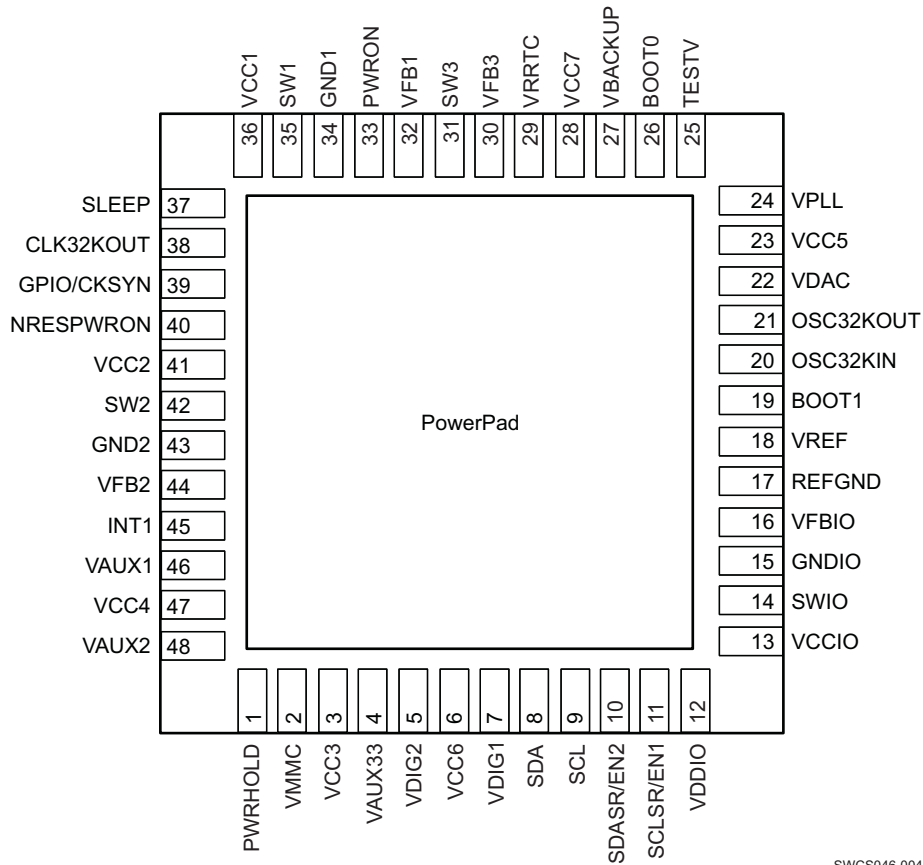 VCC1
SW1
GND1
PWRON
VFB1
SW3
VFB3
VRRTC
VCC7
VBACKUP
BOOT0
TESTV
36
35
34
33
32
31
30
29
28
27
26
25
SLEEP 37
CLK32KOUT 38
GPIO/CKSYN 39
NRESPWRON 40
VCC2 41
SW2 42
GND2 43
VFB2 44
INT1 45
VAUX1 46
VCC4 47
VAUX2 48
PowerPad
24 VPLL
23 VCC5
22 VDAC
21 OSC32KOUT
20 OSC32KIN
19 BOOT1
18 VREF
17 REFGND
16 VFBIO
15 GNDIO
14 SWIO
13 VCCIO
1
2
3
4
5
6
7
8
9
10
11
12
PWRHOLD
VMMC
VCC3
VAUX33
VDIG2
VCC6
VDIG1
SDA
SCL
SDASR/EN2
SCLSR/EN1
VDDIO
SWCS046-004